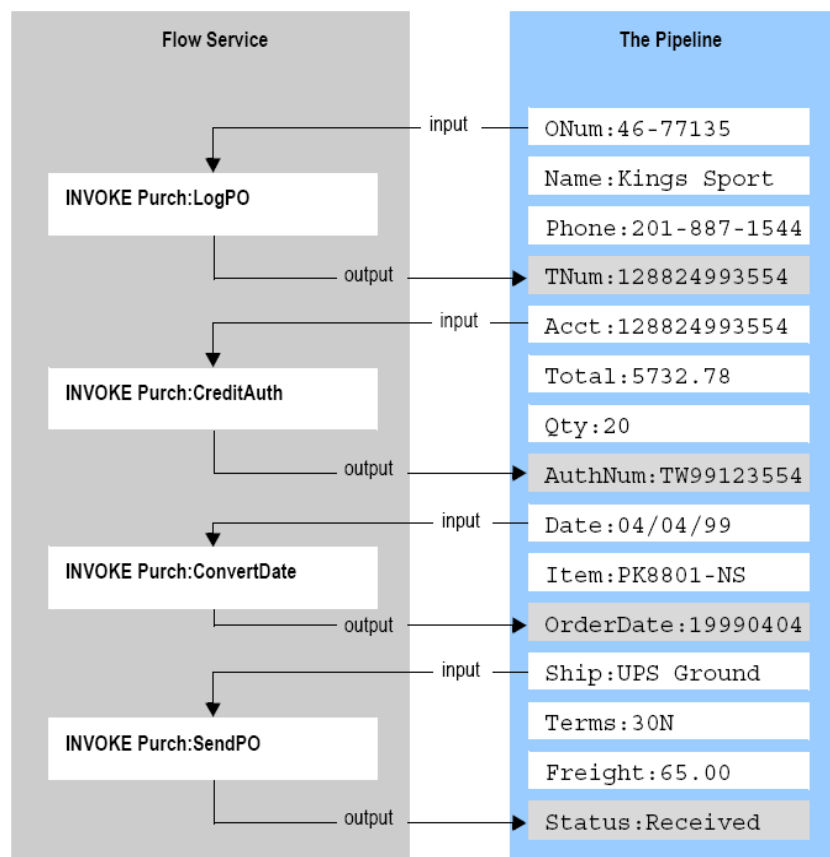 Flow Service
The Pipeline
input
ONum:46-77135
Name:Kings Sport
INVOKE Purch:LogPO
Phone:201-887-1544
output
TNum:128824993554
input
Acct:128824993554
Total:5732.78
INVOKE Purch:CreditAuth
Qty:20
output
AuthNum:TW99123554
input
Date:04/04/99
INVOKE Purch:ConvertDate
Item:PK8801-NS
output
OrderDate:19990404
input
Ship:UPS Ground
Terms:30N
INVOKE Purch:SendPO
Freight:65.00
output
Status:Received